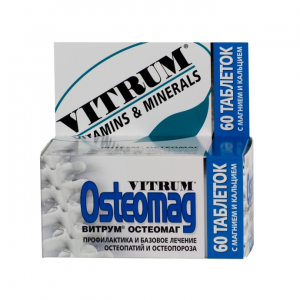 VITRUM®
VITAMINS & MINERALS
60 ТАБЛЕТОК
С МАГНИЕМ И КАЛЬЦИЕМ
VITRUM®
Osteomag
ВИТРУМ® ОСТЕОМАГ
ПРОФИЛАКТИКА И БАЗОВОЕ ЛЕЧЕНИЕ
ОСТЕОПАТИЙ И ОСТЕОПОРОЗА
60 ТАБЛЕТОК
С МАГНИЕМ И КАЛЬЦИЕМ